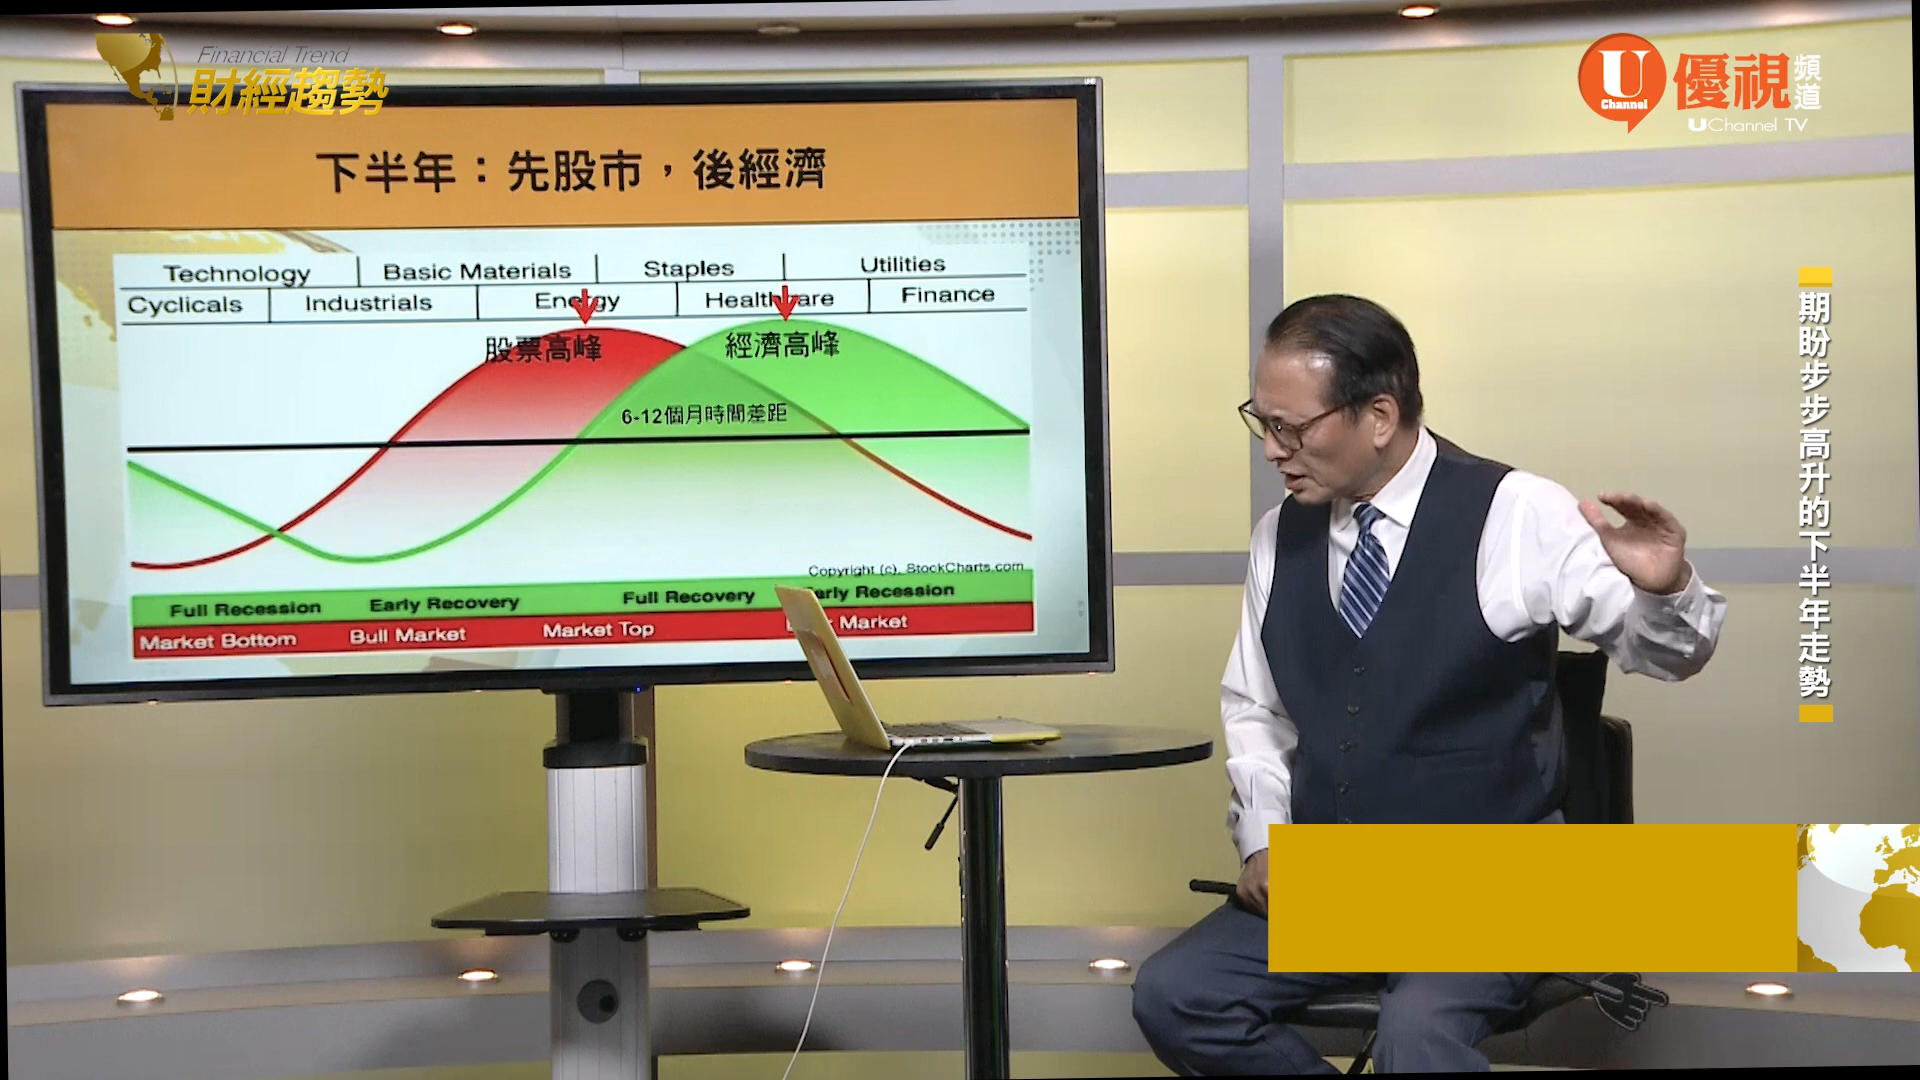 Financial Trend
財經趨勢
U
Channel
優視
頻道
UChannel TV
下半年：先股市，後經濟
Technology
Basic Materials
Staples
Utilities
Cyclicals
Industrials
Energy
Healthcare
Finance
股票高峰
經濟高峰
6-12個月時間差距
Copyright (c). StockCharts.com
Full Recession
Early Recovery
Full Recovery
Early Recession
Market Bottom
Bull Market
Market Top
Market
期盼步步高升的下半年走勢